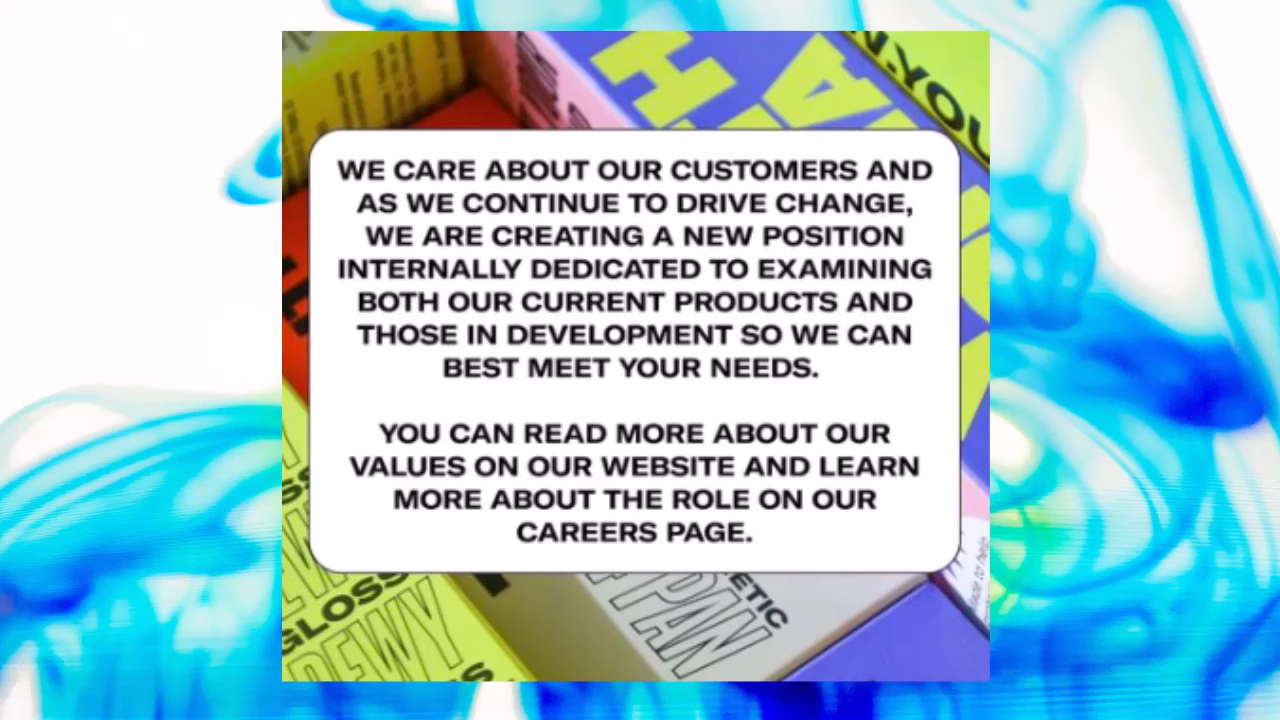 WE CARE ABOUT OUR CUSTOMERS AND
AS WE CONTINUE TO DRIVE CHANGE,
WE ARE CREATING A NEW POSITION
INTERNALLY DEDICATED TO EXAMINING
BOTH OUR CURRENT PRODUCTS AND
THOSE IN DEVELOPMENT SO WE CAN
BEST MEET YOUR NEEDS.
YOU CAN READ MORE ABOUT OUR
VALUES ON OUR WEBSITE AND LEARN
MORE ABOUT THE ROLE ON OUR
CAREERS PAGE.
GLOSS
DEWY
PAN